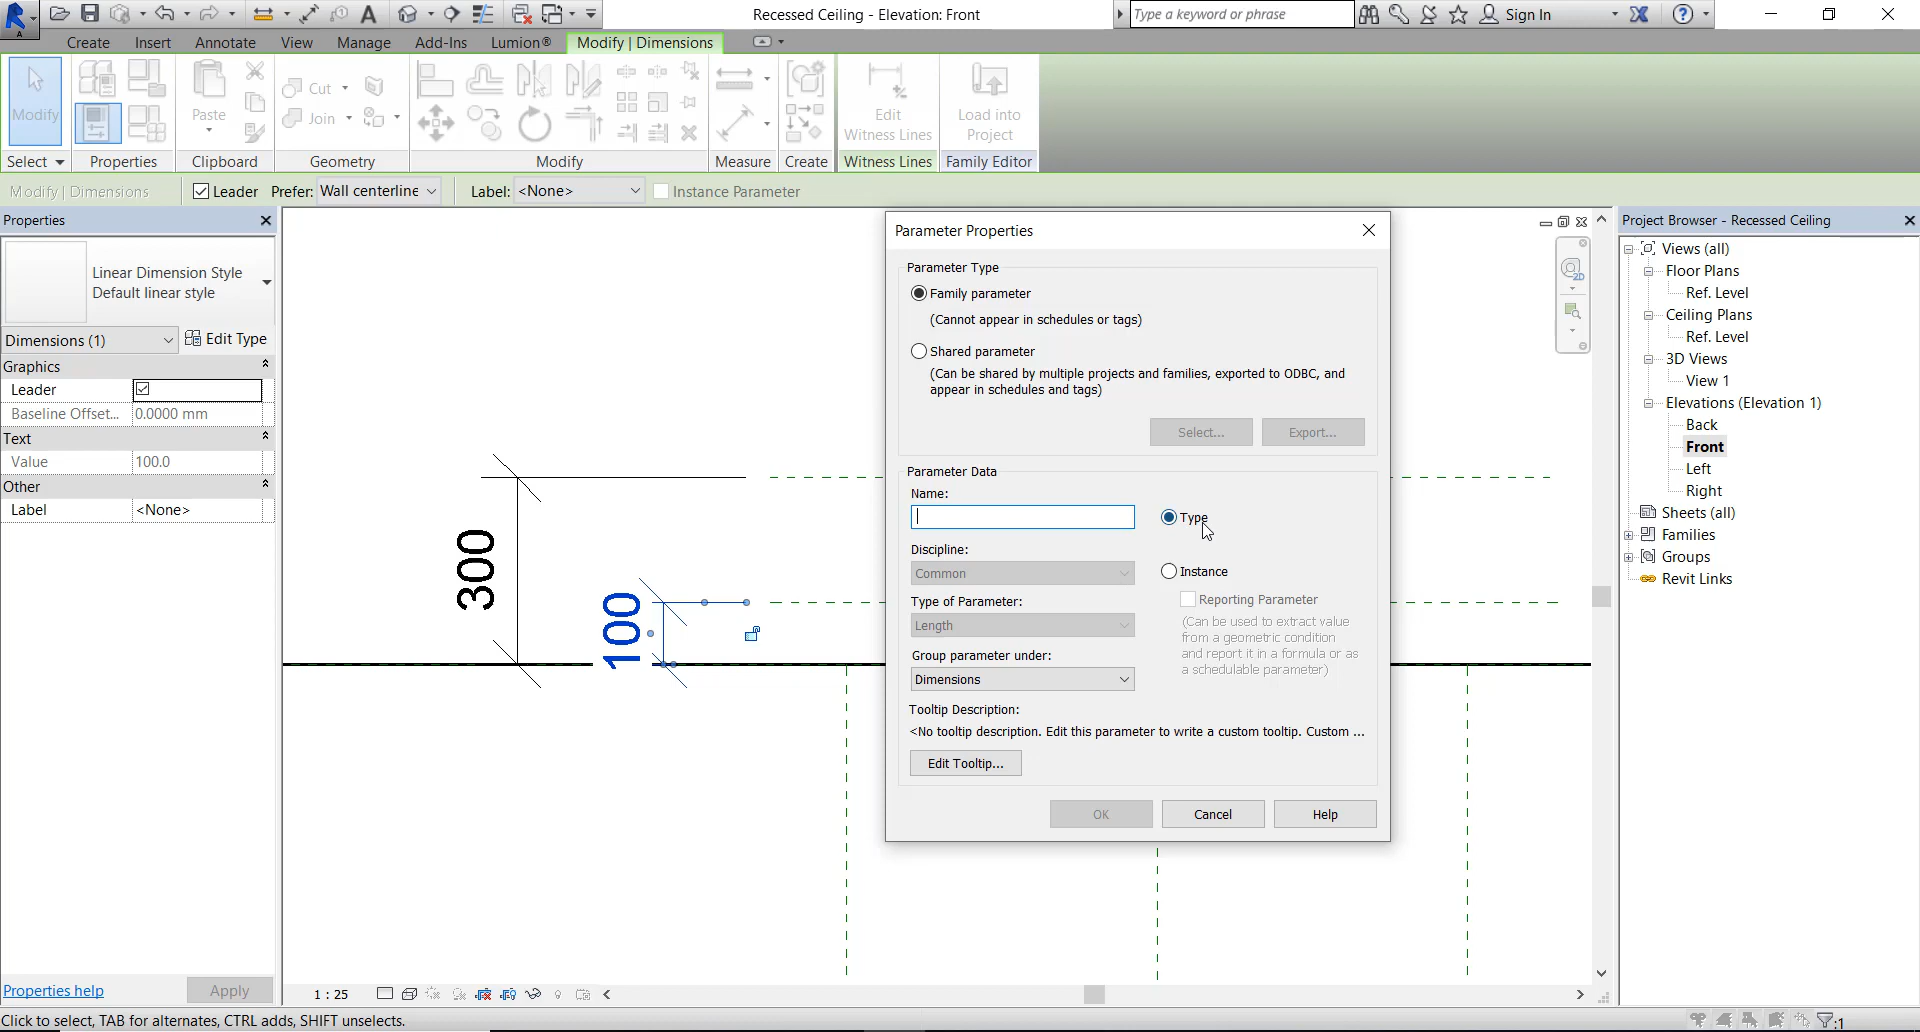 Recessed Ceiling - Elevation: Front
Type a keyword or phrase
Sign In
Create Insert Annotate View Manage Add-Ins Lumion® Modify | Dimensions
Modify
Paste
Cut
Join
Edit
Witness Lines
Load into
Project
Select Properties Clipboard Geometry Modify Measure Create Witness Lines Family Editor
Modify | Dimensions Leader Prefer: Wall centerline Label: <None> Instance Parameter
Properties
Linear Dimension Style
Default linear style
Dimensions (1) Edit Type
Graphics
Leader
Baseline Offset... 0.0000 mm
Text
Value 100.0
Other
Label <None>
Properties help Apply
300
100
Parameter Properties
Parameter Type
Family parameter
(Cannot appear in schedules or tags)
Shared parameter
(Can be shared by multiple projects and families, exported to ODBC, and
appear in schedules and tags)
Select... Export...
Parameter Data
Name:
Type
Discipline:
Common
Instance
Type of Parameter:
Length
Reporting Parameter
(Can be used to extract value
from a geometric condition
and report it in a formula or as
a schedulable parameter)
Group parameter under:
Dimensions
Tooltip Description:
<No tooltip description. Edit this parameter to write a custom tooltip. Custom ...
Edit Tooltip...
OK Cancel Help
2D
Project Browser - Recessed Ceiling
Views (all)
Floor Plans
Ref. Level
Ceiling Plans
Ref. Level
3D Views
View 1
Elevations (Elevation 1)
Back
Front
Left
Right
Sheets (all)
Families
Groups
Revit Links
1 : 25
Click to select, TAB for alternates, CTRL adds, SHIFT unselects.
:1